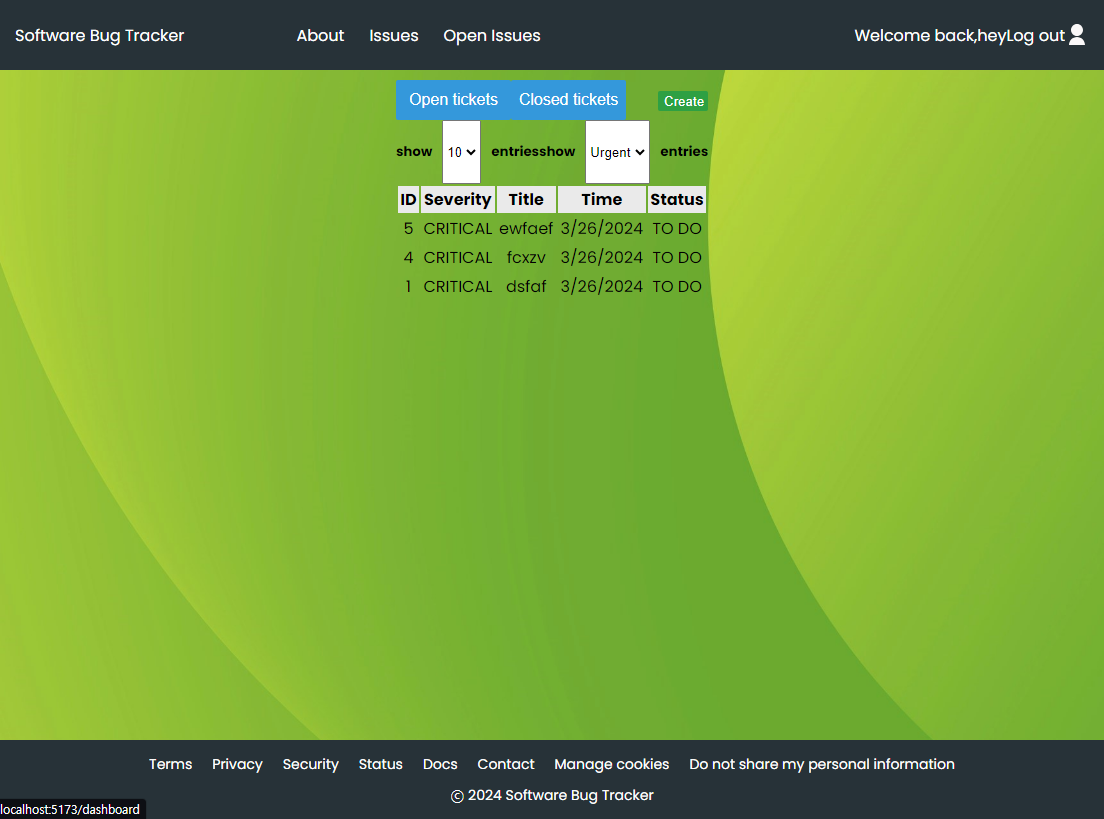 Software Bug Tracker About Issues Open Issues Welcome back,heyLog out
Open tickets Closed tickets Create
show 10 entriesshow Urgent entries
ID Severity Title Time Status
5 CRITICAL ewfaef 3/26/2024 TO DO
4 CRITICAL fcxzv 3/26/2024 TO DO
1 CRITICAL dsfaf 3/26/2024 TO DO
Terms Privacy Security Status Docs Contact Manage cookies Do not share my personal information
© 2024 Software Bug Tracker
localhost:5173/dashboard